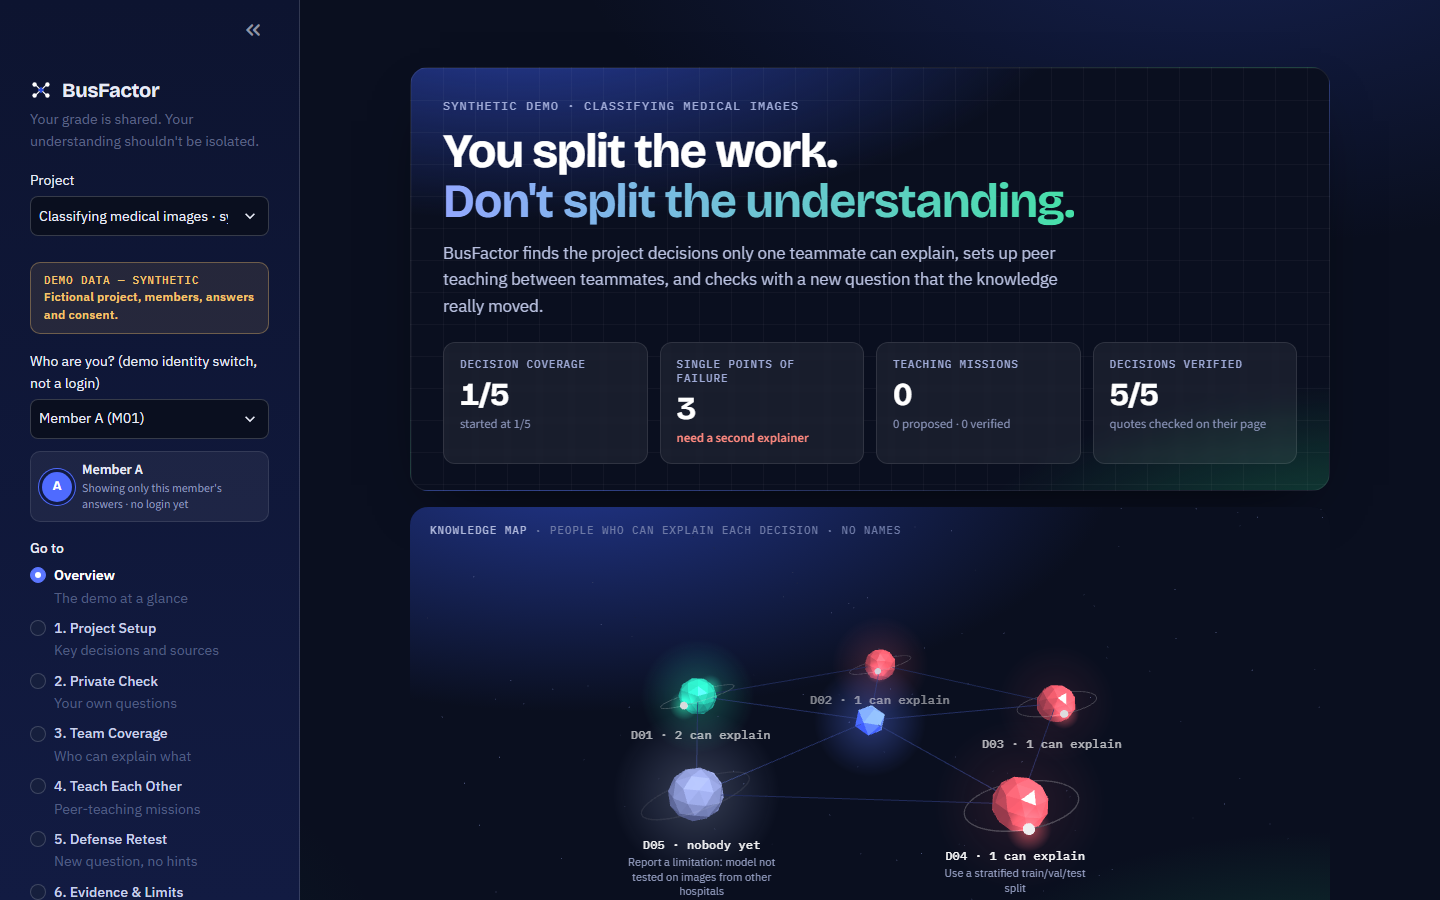 BusFactor
Your grade is shared. Your
understanding shouldn't be isolated.
Project
Classifying medical images ·
DEMO DATA — SYNTHETIC
Fictional project, members, answers
and consent.
Who are you? (demo identity switch,
not a login)
Member A (M01)
A
Member A
Showing only this member's
answers · no login yet
Go to
Overview
The demo at a glance
1. Project Setup
Key decisions and sources
2. Private Check
Your own questions
3. Team Coverage
Who can explain what
4. Teach Each Other
Peer-teaching missions
5. Defense Retest
New question, no hints
6. Evidence & Limits
SYNTHETIC DEMO · CLASSIFYING MEDICAL IMAGES
You split the work.
Don't split the understanding.
BusFactor finds the project decisions only one teammate can explain, sets up peer
teaching between teammates, and checks with a new question that the knowledge
really moved.
DECISION COVERAGE
1/5
started at 1/5
SINGLE POINTS OF
FAILURE
3
need a second explainer
TEACHING MISSIONS
0
0 proposed · 0 verified
DECISIONS VERIFIED
5/5
quotes checked on their page
KNOWLEDGE MAP · PEOPLE WHO CAN EXPLAIN EACH DECISION · NO NAMES
D02 · 1 can explain
D01 · 2 can explain
D03 · 1 can explain
D05 · nobody yet
Report a limitation: model not
tested on images from other
hospitals
D04 · 1 can explain
Use a stratified train/val/test
split